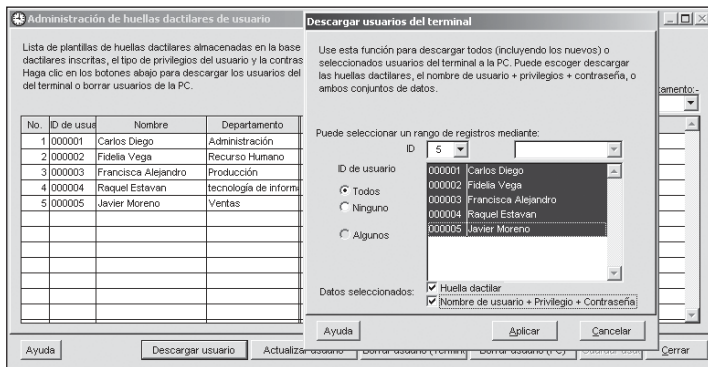 Administración de huellas dactilares de usuario
Lista de plantillas de huellas dactilares almacenadas en la base
dactilares inscritas, el tipo de privilegios del usuario y la contras
Haga clic en los botones abajo para descargar los usuarios del
del terminal o borrar usuarios de la PC.
tamento:-
No. ID de usua Nombre Departamento
1 000001 Carlos Diego Administración
2 000002 Fidelia Vega Recurso Humano
3 000003 Francisca Alejandro Producción
4 000004 Raquel Estavan tecnología de inform
5 000005 Javier Moreno Ventas
Ayuda Descargar usuario Actualizar usuario Borrar usuario (Termin Borrar usuario (PC) Cerrar
Descargar usuarios del terminal
Use esta función para descargar todos (incluyendo los nuevos) o
seleccionados usuarios del terminal a la PC. Puede escoger descargar
las huellas dactilares, el nombre de usuario + privilegios + contraseña, o
ambos conjuntos de datos.
Puede seleccionar un rango de registros mediante:
ID 5
ID de usuario
Todos
Ninguno
Algunos
000001 Carlos Diego
000002 Fidelia Vega
000003 Francisca Alejandro
000004 Raquel Estavan
000005 Javier Moreno
Datos seleccionados: Huella dactilar
Nombre de usuario + Privilegio + Contraseña
Ayuda Aplicar Cancelar